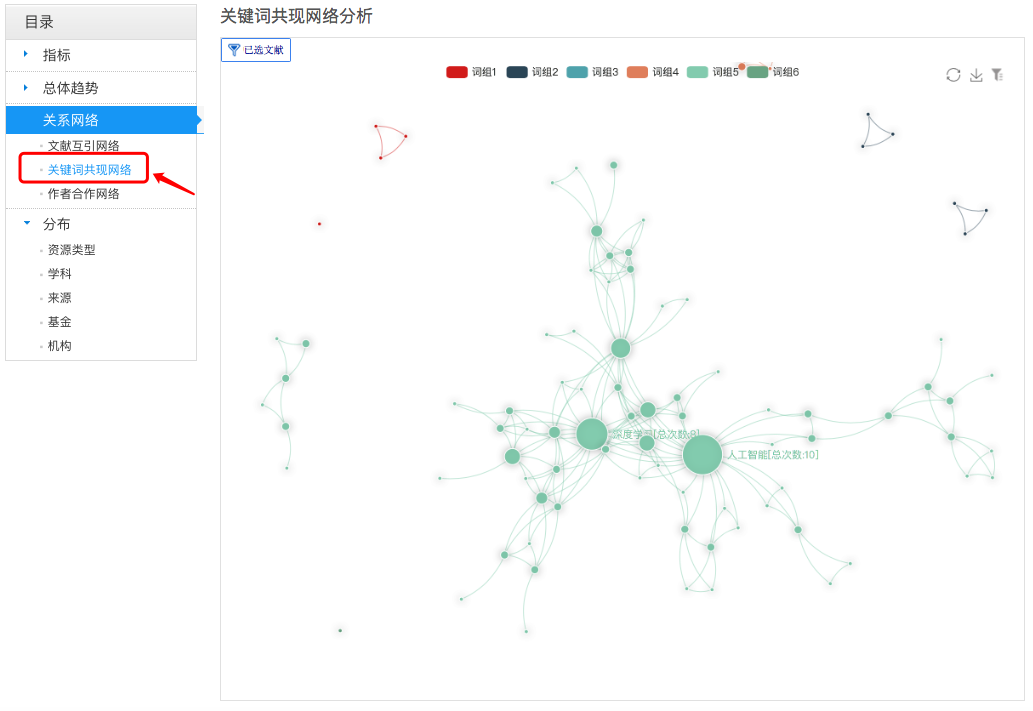 目录
指标
总体趋势
关系网络
文献互引网络
关键词共现网络
作者合作网络
分布
资源类型
学科
来源
基金
机构
关键词共现网络分析
已选文献
词组1 词组2 词组3 词组4 词组5 词组6
深度学习[总次数:9]
人工智能[总次数:10]